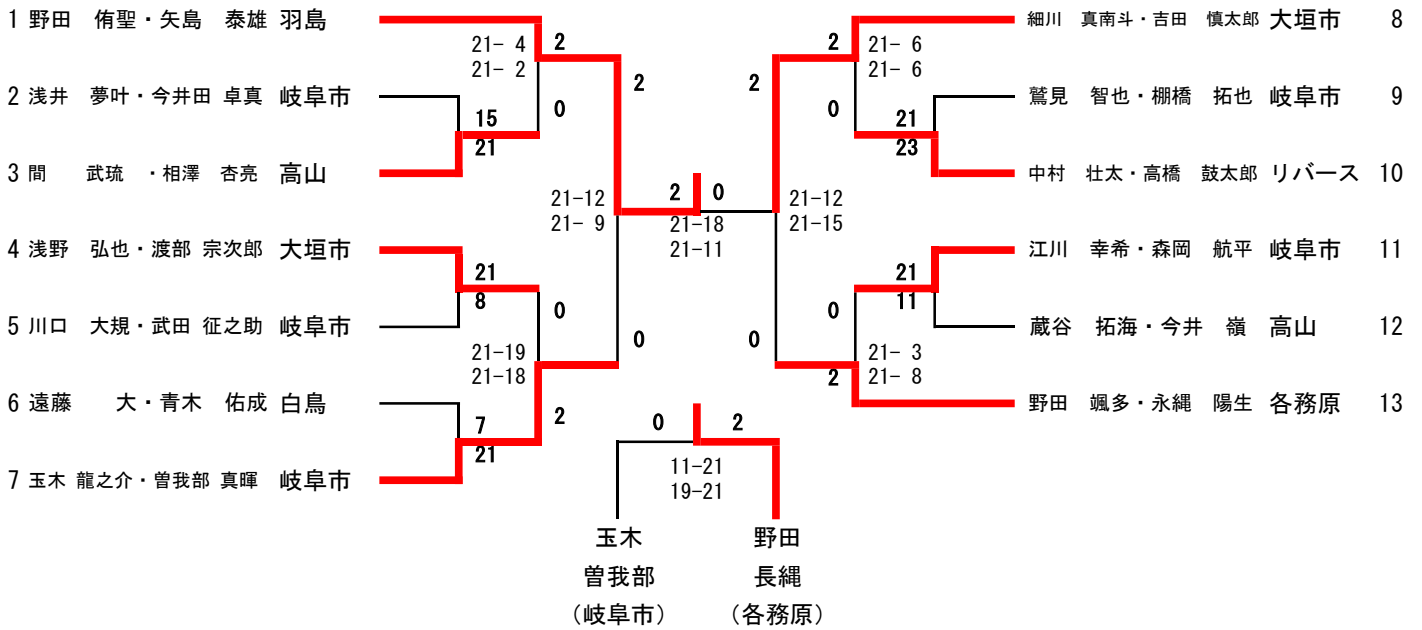 1 野田 侑聖・矢島 泰雄 羽島
細川 真南斗・吉田 慎太郎 大垣市 8
21- 4 2
21- 2
2
2
2 21- 6
21- 6
2 浅井 夢叶・今井田 卓真 岐阜市
鷲見 智也・棚橋 拓也 岐阜市 9
0
0
15
21
21
23
3 間 武琉 ・相澤 杏亮 高山
中村 壮太・高橋 鼓太郎 リバース 10
21-12
21- 9
2 0
21-18
21-11
21-12
21-15
4 浅野 弘也・渡部 宗次郎 大垣市
江川 幸希・森岡 航平 岐阜市 11
21
8
21
11
0
0
5 川口 大規・武田 征之助 岐阜市
蔵谷 拓海・今井 嶺 高山 12
21-19
21-18
0
0
21- 3
2 21- 8
6 遠藤 大・青木 佑成 白鳥
野田 颯多・永縄 陽生 各務原 13
7
21
2
0 2
11-21
19-21
7 玉木 龍之介・曽我部 真暉 岐阜市
玉木 野田
曽我部 長縄
(岐阜市) (各務原)